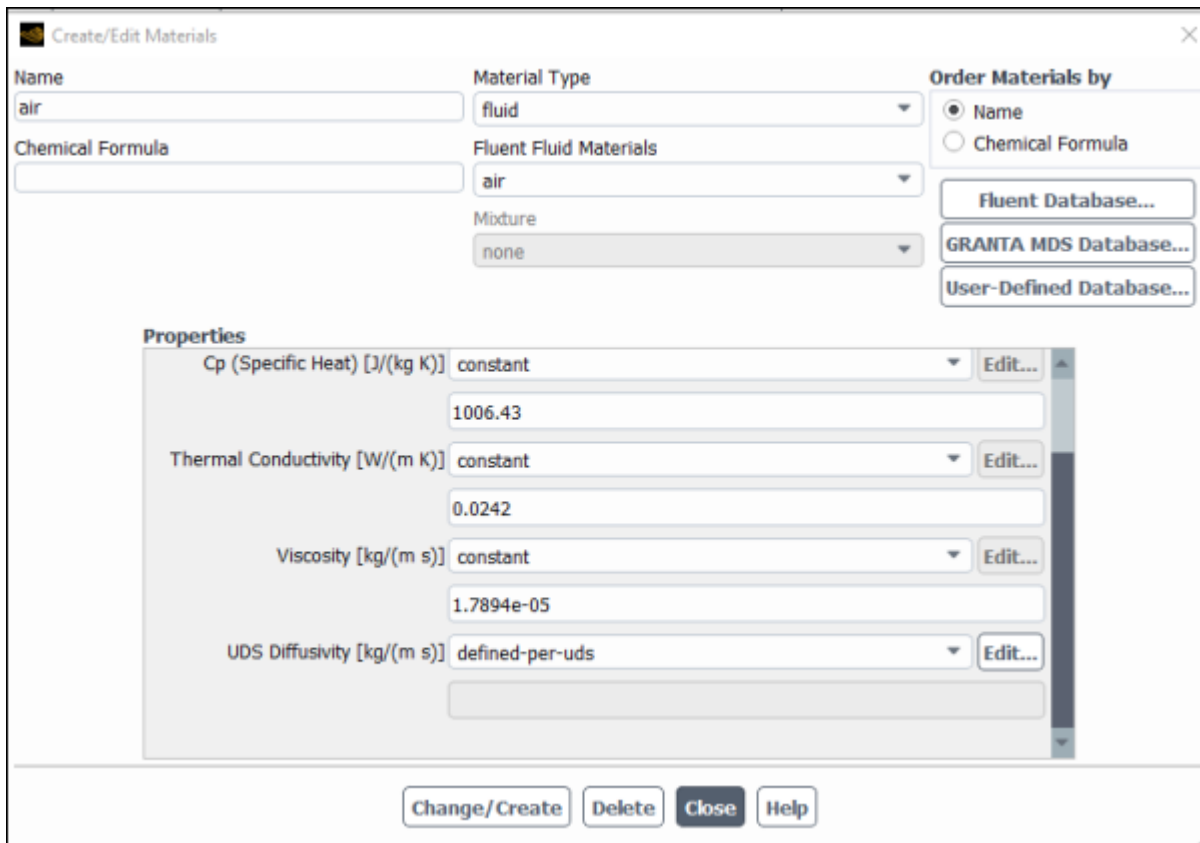 Create/Edit Materials
Name
air
Chemical Formula
Material Type
fluid
Fluent Fluid Materials
air
Mixture
none
Order Materials by
Name
Chemical Formula
Fluent Database...
GRANTA MDS Database...
User-Defined Database...
Properties
Cp (Specific Heat) [J/(kg K)] constant Edit...
1006.43
Thermal Conductivity [W/(m K)] constant Edit...
0.0242
Viscosity [kg/(m s)] constant Edit...
1.7894e-05
UDS Diffusivity [kg/(m s)] defined-per-uds Edit...
Change/Create Delete Close Help